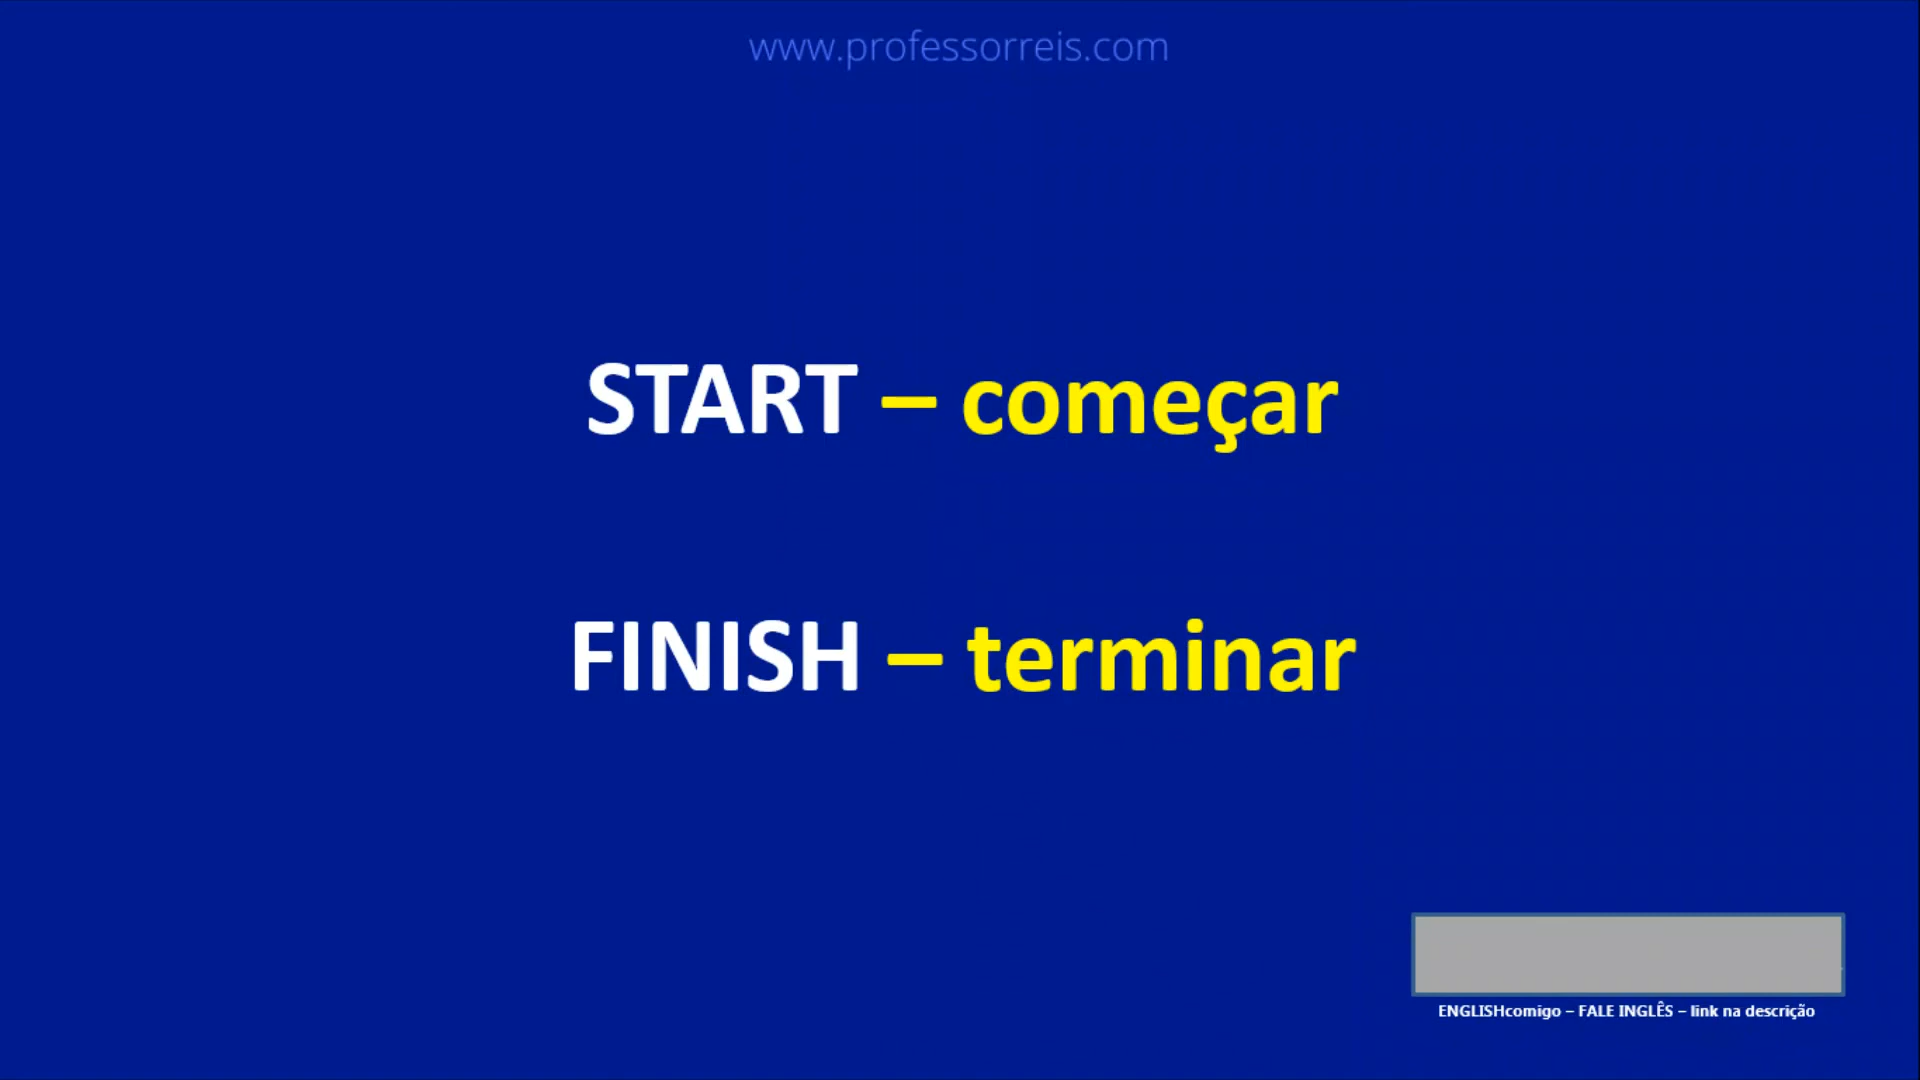 www.professorreis.com
START – começar
FINISH – terminar
ENGLISHcomigo – FALE INGLÊS – link na descrição